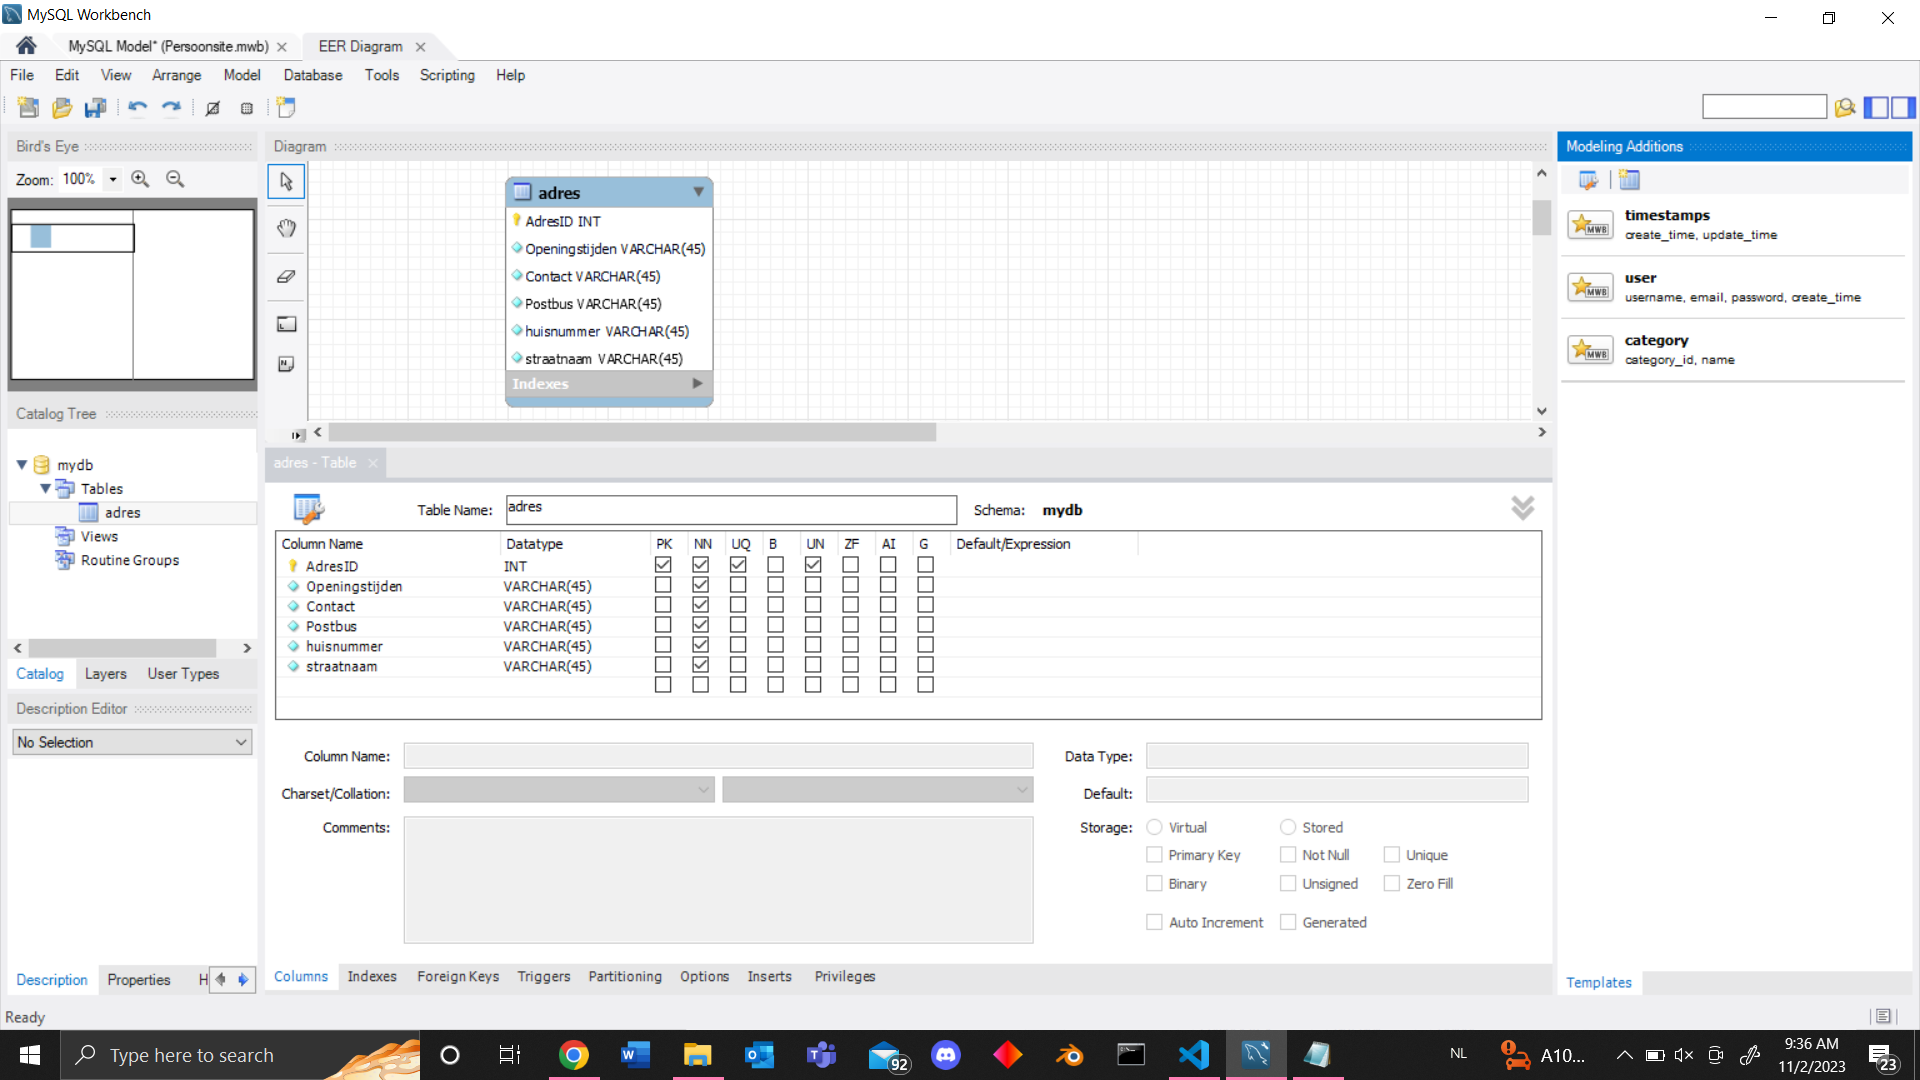 MySQL Workbench
MySQL Model* (Persoonsite.mwb)
EER Diagram
File Edit View Arrange Model Database Tools Scripting Help
Bird's Eye
Zoom: 100%
Catalog Tree
mydb
Tables
adres
Views
Routine Groups
Catalog Layers User Types
Description Editor
No Selection
Description Properties H
Diagram
adres
AdresID INT
Openingstijden VARCHAR(45)
Contact VARCHAR(45)
Postbus VARCHAR(45)
huisnummer VARCHAR(45)
straatnaam VARCHAR(45)
Indexes
adres - Table
Table Name: adres Schema: mydb
Column Name Datatype PK NN UQ B UN ZF AI G Default/Expression
AdresID INT
Openingstijden VARCHAR(45)
Contact VARCHAR(45)
Postbus VARCHAR(45)
huisnummer VARCHAR(45)
straatnaam VARCHAR(45)
Column Name: Data Type:
Charset/Collation: Default:
Comments: Storage: Virtual Stored
Primary Key Not Null Unique
Binary Unsigned Zero Fill
Auto Increment Generated
Columns Indexes Foreign Keys Triggers Partitioning Options Inserts Privileges
Modeling Additions
MWB
timestamps
create_time, update_time
MWB
user
username, email, password, create_time
MWB
category
category_id, name
Templates
Ready
Type here to search
92
NL
A10...
9:36 AM
11/2/2023
23